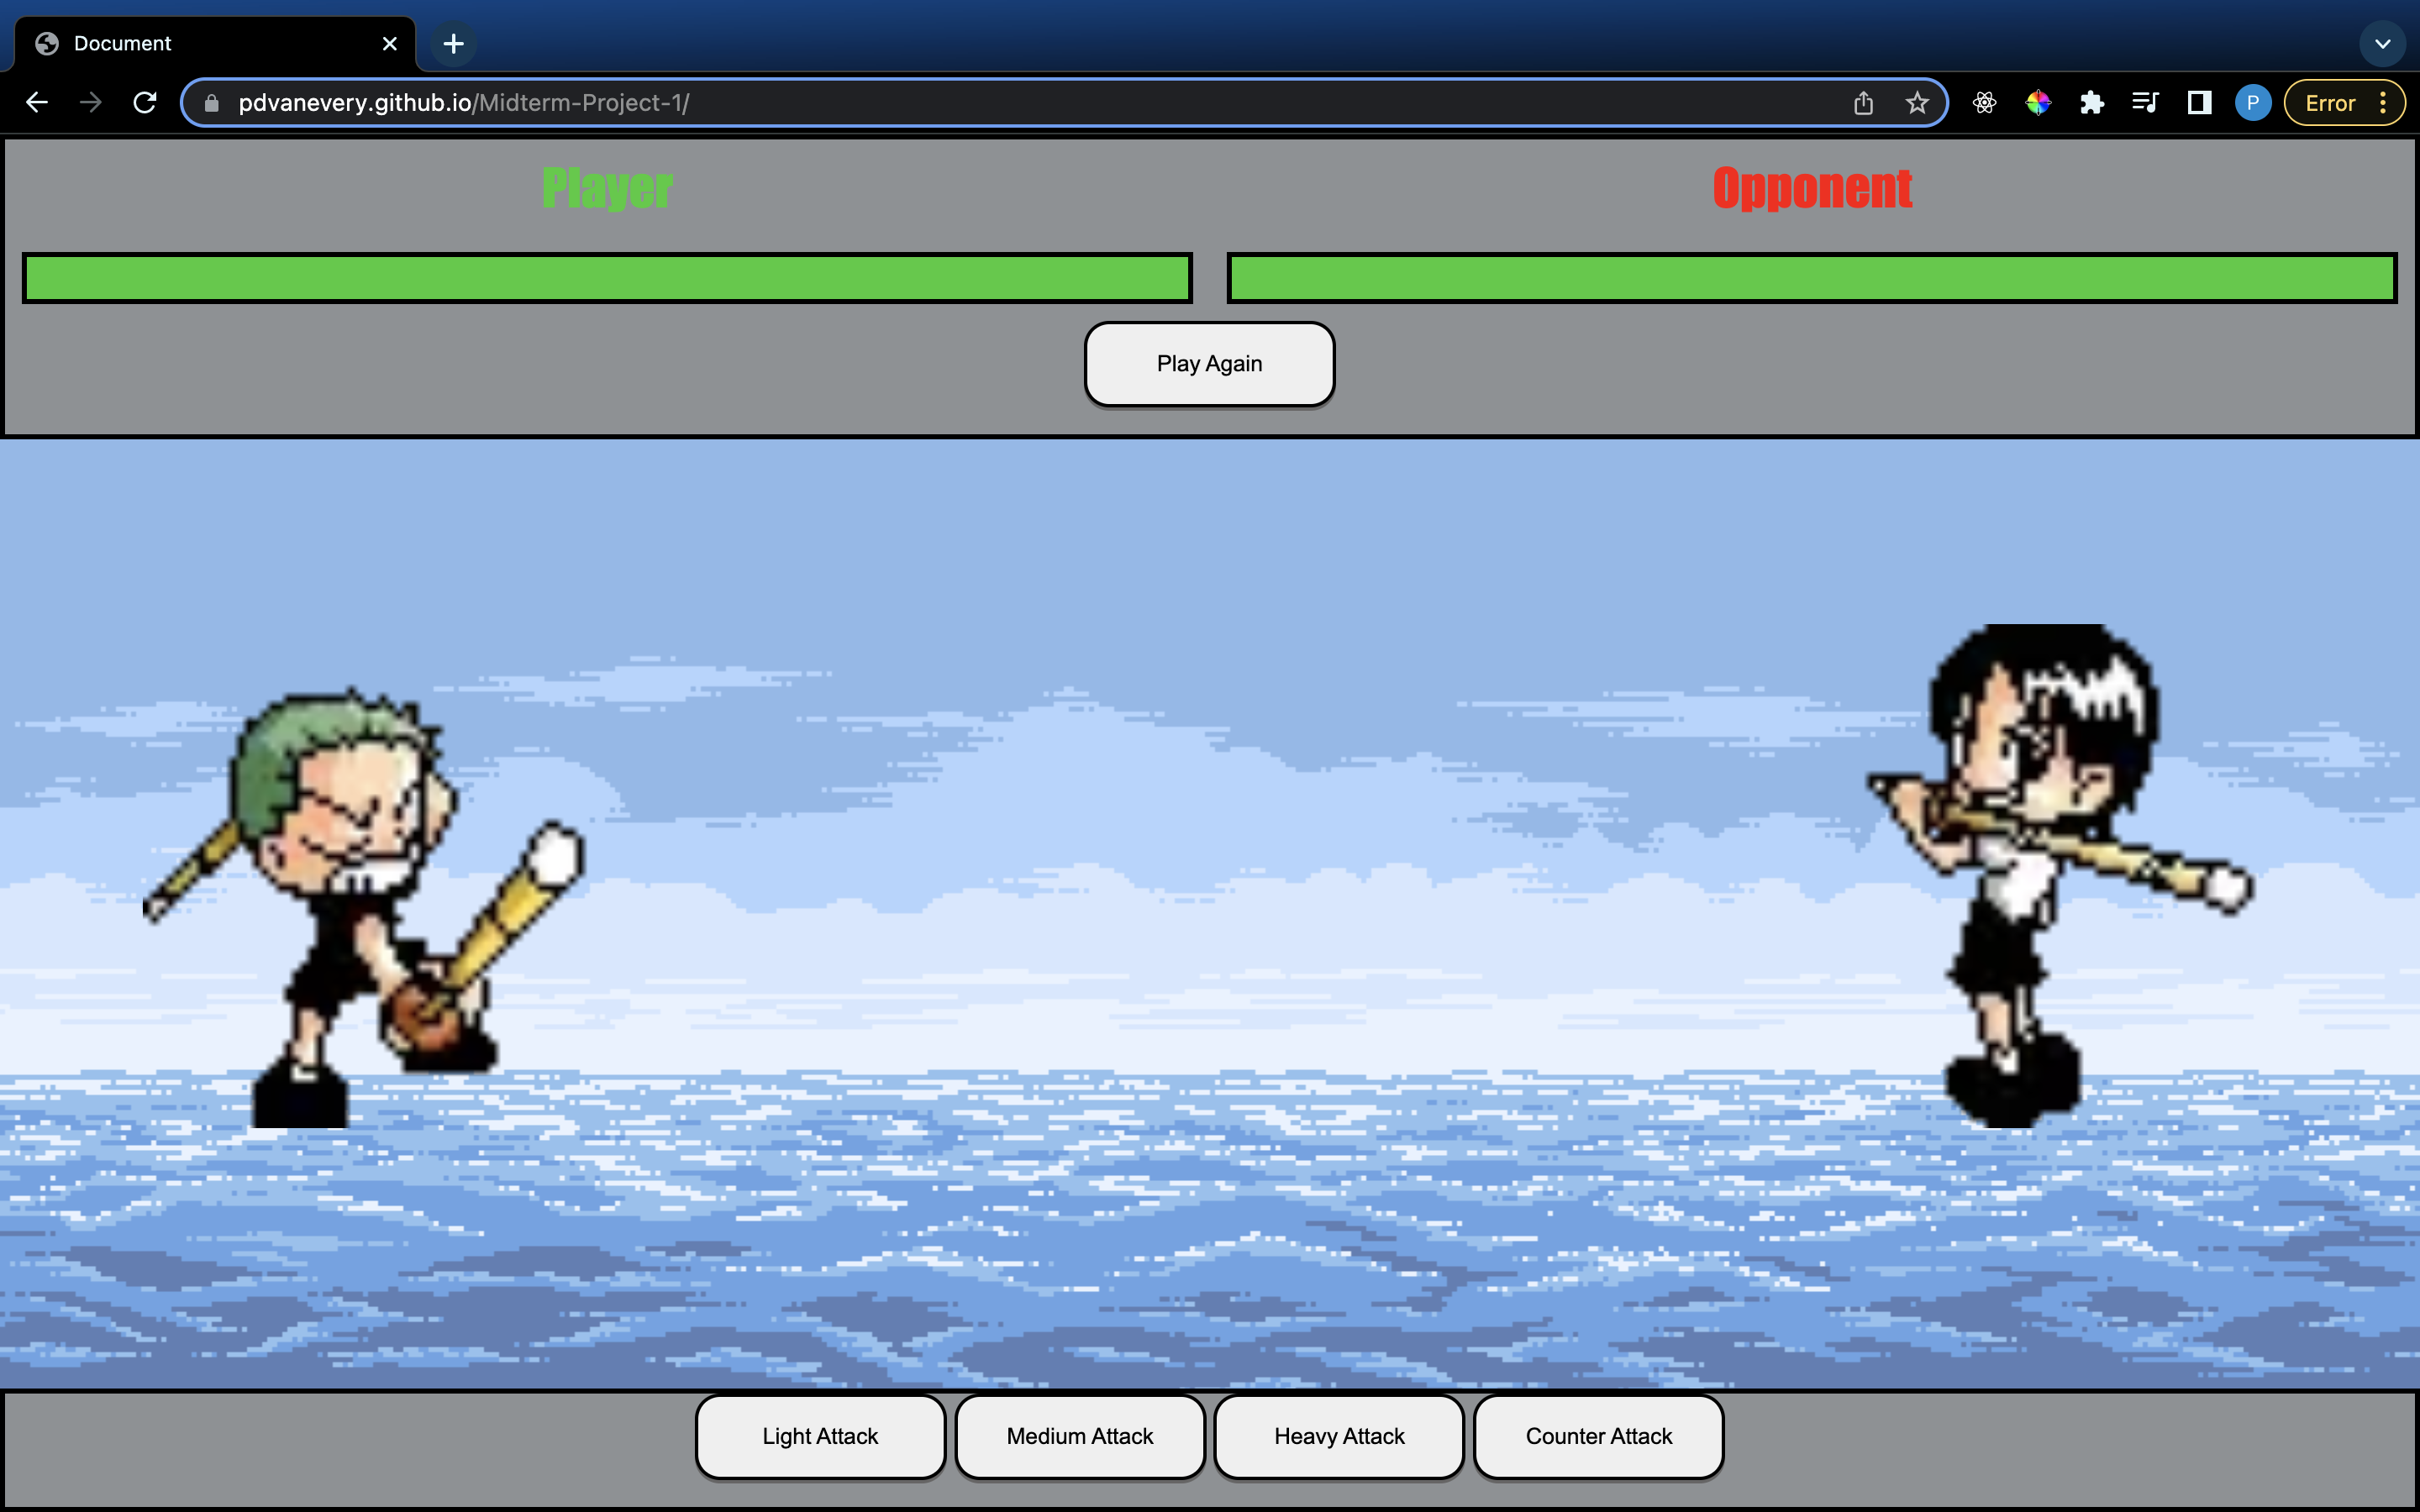 Document
pdvanevery.github.io/Midterm-Project-1/
P
Error
Player
Opponent
Play Again
Light Attack
Medium Attack
Heavy Attack
Counter Attack